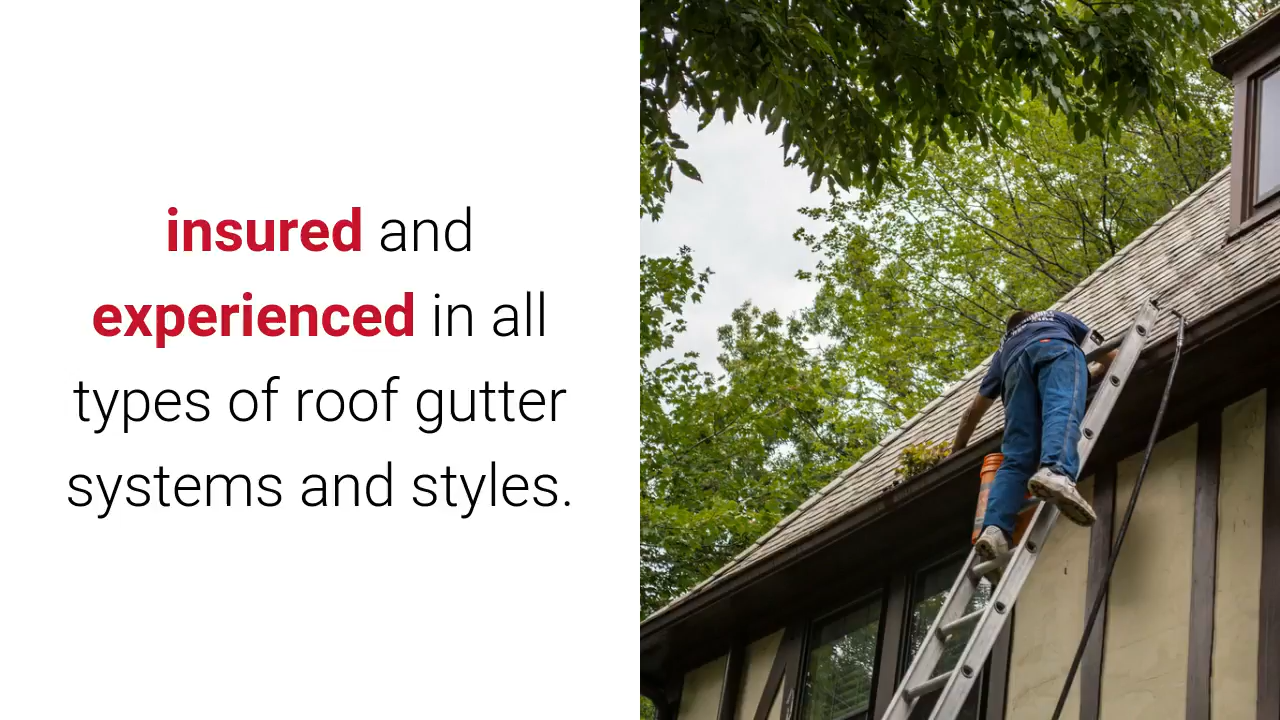 insured and
experienced in all
types of roof gutter
systems and styles.